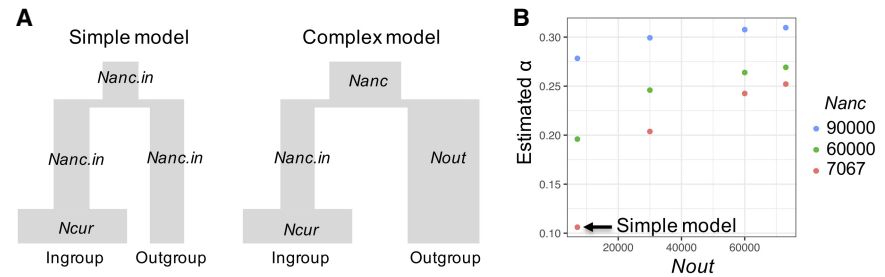 A
Simple model
Complex model
Nanc.in
Nanc
Nanc.in
Nanc.in
Nanc.in
Nout
Ncur
Ncur
Ingroup
Outgroup
Ingroup
Outgroup
B
Estimated α
0.30
0.25
0.20
0.15
0.10
Simple model
20000
40000
60000
Nout
Nanc
90000
60000
7067